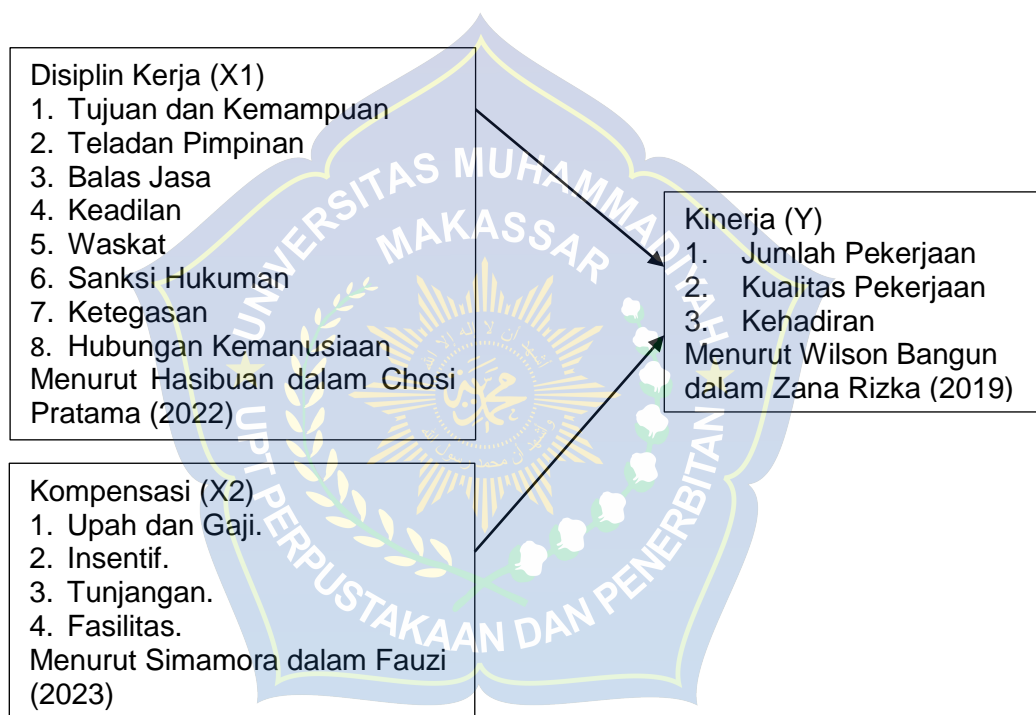 Disiplin Kerja (X1)
1. Tujuan dan Kemampuan
2. Teladan Pimpinan
3. Balas Jasa
4. Keadilan
5. Waskat
6. Sanksi Hukuman
7. Ketegasan
8. Hubungan Kemanusiaan
Menurut Hasibuan dalam Chosi
Pratama (2022)
Kompensasi (X2)
1. Upah dan Gaji.
2. Insentif.
3. Tunjangan.
4. Fasilitas.
Menurut Simamora dalam Fauzi
(2023)
Kinerja (Y)
1. Jumlah Pekerjaan
2. Kualitas Pekerjaan
3. Kehadiran
Menurut Wilson Bangun
dalam Zana Rizka (2019)
UNIVERSITAS MUHAMMADIYAH
MAKASSAR
UPT PERPUSTAKAAN DAN PENERBITAN